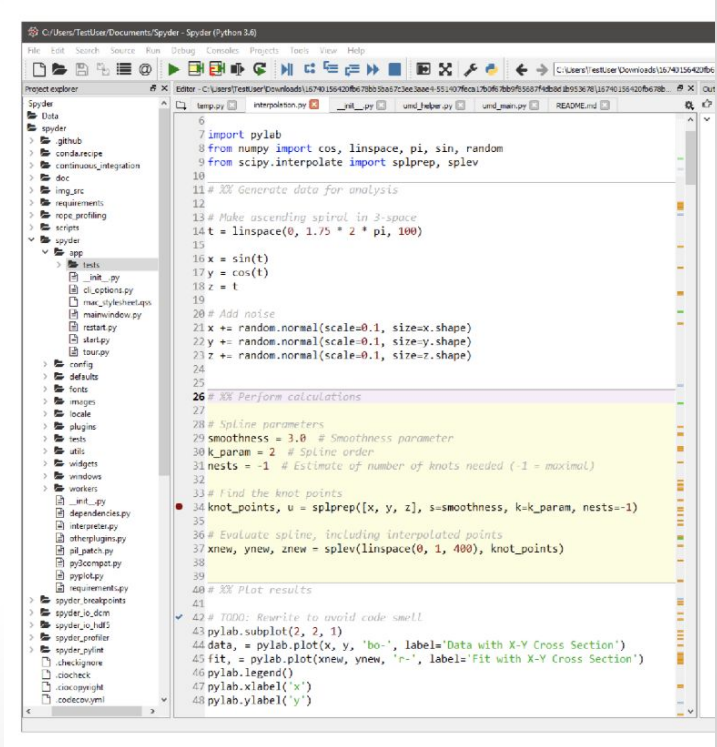 C:/Users/TestUser/Documents/Spyder - Spyder (Python 3.6)
File Edit Search Source Run Debug Consoles Projects Tools View Help
Project explorer
Spyder
Data
spyder
.github
conda.recipe
continuous_integration
doc
img_src
requirements
rope_profiling
scripts
spyder
app
tests
__init__.py
cli_options.py
mac_stylesheet.qss
mainwindow.py
restart.py
start.py
tour.py
config
defaults
fonts
images
locale
plugins
tests
utils
widgets
windows
workers
__init__.py
dependencies.py
interpreter.py
otherplugins.py
pil_patch.py
py3compat.py
pyplot.py
requirements.py
spyder_breakpoints
spyder_io_dcm
spyder_io_hdf5
spyder_profiler
spyder_pylint
.checkignore
.ciocheck
.ciocopyright
.codecov.yml
temp.py interpolation.py __init__.py umd_helper.py umd_main.py README.md
6
7 import pylab
8 from numpy import cos, linspace, pi, sin, random
9 from scipy.interpolate import splprep, splev
10
11 # %% Generate data for analysis
12
13 # Make ascending spiral in 3-space
14 t = linspace(0, 1.75 * 2 * pi, 100)
15
16 x = sin(t)
17 y = cos(t)
18 z = t
19
20 # Add noise
21 x += random.normal(scale=0.1, size=x.shape)
22 y += random.normal(scale=0.1, size=y.shape)
23 z += random.normal(scale=0.1, size=z.shape)
24
25
26 # %% Perform calculations
27
28 # Spline parameters
29 smoothness = 3.0 # Smoothness parameter
30 k_param = 2 # Spline order
31 nests = -1 # Estimate of number of knots needed (-1 = maximal)
32
33 # Find the knot points
34 knot_points, u = splprep([x, y, z], s=smoothness, k=k_param, nests=-1)
35
36 # Evaluate spline, including interpolated points
37 xnew, ynew, znew = splev(linspace(0, 1, 400), knot_points)
38
39
40 # %% Plot results
41
42 # TODO: Rewrite to avoid code smell
43 pylab.subplot(2, 2, 1)
44 data, = pylab.plot(x, y, 'bo-', label='Data with X-Y Cross Section')
45 fit, = pylab.plot(xnew, ynew, 'r-', label='Fit with X-Y Cross Section')
46 pylab.legend()
47 pylab.xlabel('x')
48 pylab.ylabel('y')